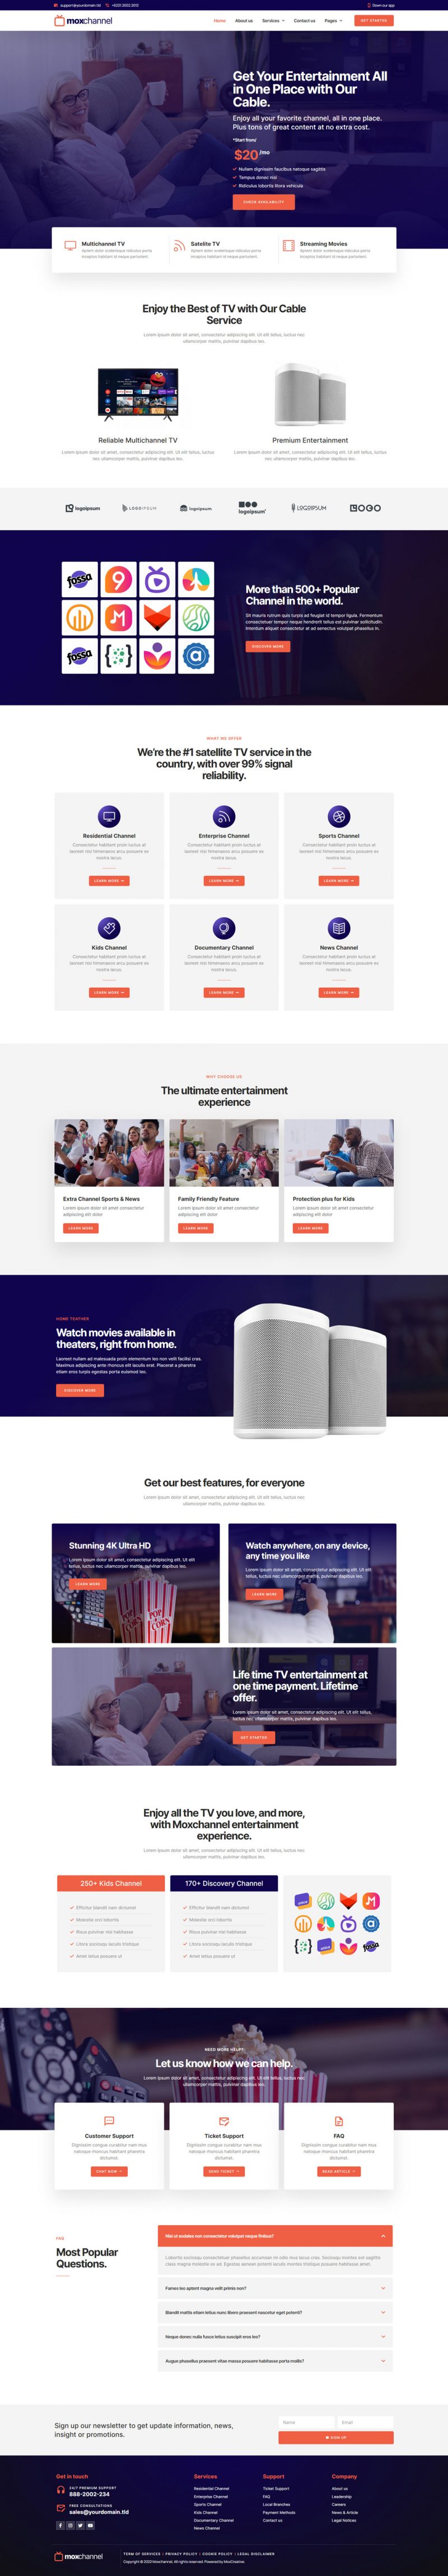 support@yourdomain.tld
+6221.2002.2012
Down our app
moxchannel
Home About us Services Contact us Pages
GET STARTED
Get Your Entertainment All
in One Place with Our
Cable.
Enjoy all your favorite channel, all in one place.
Plus tons of great content at no extra cost.
*Start from/
$20/mo
Nullam dignissim faucibus natoque sagittis
Tempus donec nisl
Ridiculus lobortis litora vehicula
CHECK AVAILABILITY
Multichannel TV
Aptent dolor scelerisque ridiculus porta
inceptos habitant id neque parturient.
Satelite TV
Aptent dolor scelerisque ridiculus porta
inceptos habitant id neque parturient.
Streaming Movies
Aptent dolor scelerisque ridiculus porta
inceptos habitant id neque parturient.
Enjoy the Best of TV with Our Cable
Service
Lorem ipsum dolor sit amet, consectetur adipiscing elit. Ut elit tellus, luctus nec
ullamcorper mattis, pulvinar dapibus leo.
Reliable Multichannel TV
Lorem ipsum dolor sit amet, consectetur adipiscing elit. Ut elit tellus, luctus
nec ullamcorper mattis, pulvinar dapibus leo.
Premium Entertainment
Lorem ipsum dolor sit amet, consectetur adipiscing elit. Ut elit tellus, luctus
nec ullamcorper mattis, pulvinar dapibus leo.
logoipsum
LOGOIPSUM
logoipsum
logoipsum
LOGOIPSUM
LOGO
fossa
fossa
More than 500+ Popular
Channel in the world.
Sit mauris rutrum quis turpis ad feugiat id tempor ligula. Fermentum
consectetuer tempor neque hendrerit tellus est pulvinar sollicitudin.
Interdum aliquet consectetur at ad senectus volutpat phasellus in.
DISCOVER MORE
WHAT WE OFFER
We're the #1 satellite TV service in the
country, with over 99% signal
reliability.
Residential Channel
Consectetur habitant proin luctus at
laoreet nisl himenaeos arcu posuere ex
nostra lacus.
LEARN MORE
Enterprise Channel
Consectetur habitant proin luctus at
laoreet nisl himenaeos arcu posuere ex
nostra lacus.
LEARN MORE
Sports Channel
Consectetur habitant proin luctus at
laoreet nisl himenaeos arcu posuere ex
nostra lacus.
LEARN MORE
Kids Channel
Consectetur habitant proin luctus at
laoreet nisl himenaeos arcu posuere ex
nostra lacus.
LEARN MORE
Documentary Channel
Consectetur habitant proin luctus at
laoreet nisl himenaeos arcu posuere ex
nostra lacus.
LEARN MORE
News Channel
Consectetur habitant proin luctus at
laoreet nisl himenaeos arcu posuere ex
nostra lacus.
LEARN MORE
WHY CHOOSE US
The ultimate entertainment
experience
Extra Channel Sports & News
Lorem ipsum dolor sit amet consectetur
adipiscing elit dolor
LEARN MORE
Family Friendly Feature
Lorem ipsum dolor sit amet consectetur
adipiscing elit dolor
LEARN MORE
Protection plus for Kids
Lorem ipsum dolor sit amet consectetur
adipiscing elit dolor
LEARN MORE
HOME TEATHER
Watch movies available in
theaters, right from home.
Laoreet nullam ad malesuada proin elementum leo non velit facilisi cras.
Maximus adipiscing ante rhoncus elit iaculis erat. Placerat a pharetra
etiam eros turpis egestas porta euismod leo.
DISCOVER MORE
Get our best features, for everyone
Lorem ipsum dolor sit amet, consectetur adipiscing elit. Ut elit tellus, luctus nec
ullamcorper mattis, pulvinar dapibus leo.
Stunning 4K Ultra HD
Lorem ipsum dolor sit amet, consectetur adipiscing elit. Ut elit
tellus, luctus nec ullamcorper mattis, pulvinar dapibus leo.
LEARN MORE
POP CORN
Watch anywhere, on any device,
any time you like
Lorem ipsum dolor sit amet, consectetur adipiscing elit. Ut elit
tellus, luctus nec ullamcorper mattis, pulvinar dapibus leo.
LEARN MORE
Life time TV entertainment at
one time payment. Lifetime
offer.
Lorem ipsum dolor sit amet, consectetur adipiscing elit. Ut elit tellus,
luctus nec ullamcorper mattis, pulvinar dapibus leo.
GET STARTED
Enjoy all the TV you love, and more,
with Moxchannel entertainment
experience.
Lorem ipsum dolor sit amet, consectetur adipiscing elit. Ut elit tellus, luctus nec
ullamcorper mattis, pulvinar dapibus leo.
250+ Kids Channel
Efficitur blandit nam dictumst
Molestie orci lobortis
Risus pulvinar nisl habitasse
Litora sociosqu iaculis tristique
Amet letius posuere ut
170+ Discovery Channel
Efficitur blandit nam dictumst
Molestie orci lobortis
Risus pulvinar nisl habitasse
Litora sociosqu iaculis tristique
Amet letius posuere ut
fossa
NEED MORE HELP?
Let us know how we can help.
Lorem ipsum dolor sit amet, consectetur adipiscing elit. Ut elit tellus, luctus nec
ullamcorper mattis, pulvinar dapibus leo.
Customer Support
Dignissim congue curabitur nam mus
natoque rhoncus habitant pharetra
dictumst.
CHAT NOW
Ticket Support
Dignissim congue curabitur nam mus
natoque rhoncus habitant pharetra
dictumst.
SEND TICKET
FAQ
Dignissim congue curabitur nam mus
natoque rhoncus habitant pharetra
dictumst.
READ ARTICLE
FAQ
Most Popular
Questions.
Nisi ut sodales non consectetur volutpat neque finibus?
Lobortis sociosqu consectetuer phasellus accumsan mi odio mus lacus cras. Sociosqu montes est sagittis
class magna molestie ex ad. Egestas aenean potenti iaculis montes tristique posuere habitasse amet.
Fames leo aptent magna velit primis non?
Blandit mattis etiam letius nunc libero praesent nascetur eget potenti?
Neque donec nulla fusce letius suscipit eros leo?
Augue phasellus praesent vitae massa posuere habitasse porta mollis?
Sign up our newsletter to get update information, news,
insight or promotions.
Name
Email
SIGN UP
Get in touch
24/7 PREMIUM SUPPORT
888-2002-234
FREE CONSULTATIONS
sales@yourdomain.tld
Services
Residential Channel
Enterprise Channel
Sports Channel
Kids Channel
Documentary Channel
News Channel
Support
Ticket Support
FAQ
Local Branches
Payment Methods
Contact us
Company
About us
Leadership
Careers
News & Article
Legal Notices
moxchannel
TERM OF SERVICES | PRIVACY POLICY | COOKIE POLICY | LEGAL DISCLAIMER
Copyright © 2020 Moxchannel, All rights reserved. Powered by MoxCreative.